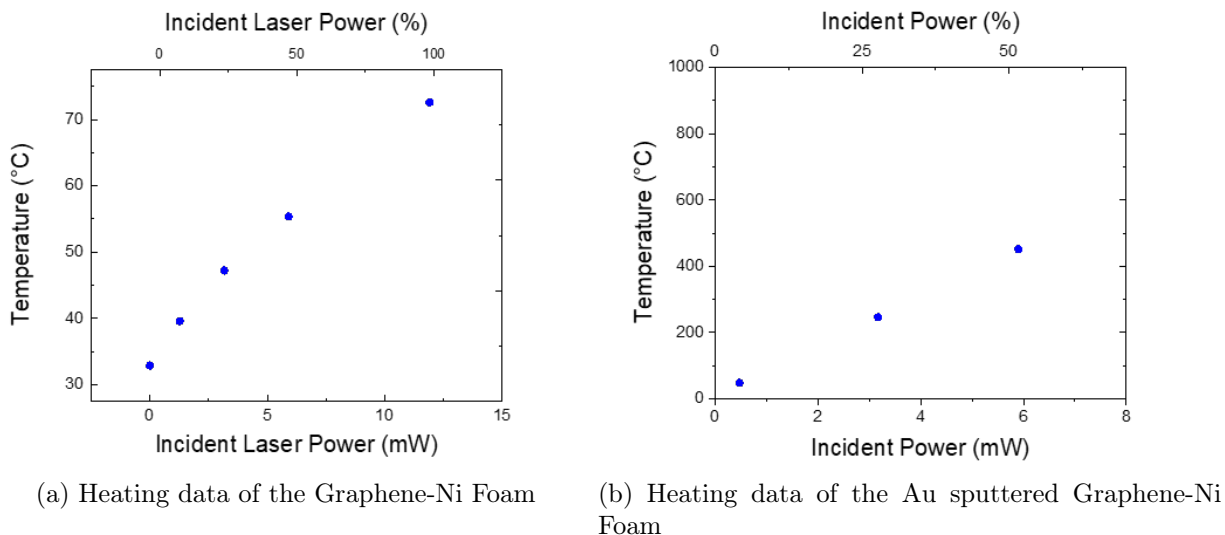 Incident Laser Power (%)
0 50 100
70
60
50
40
30
Temperature (°C)
0 5 10 15
Incident Laser Power (mW)
(a) Heating data of the Graphene-Ni Foam
Incident Power (%)
0 25 50
1000
800
600
400
200
0
Temperature (°C)
0 2 4 6 8
Incident Power (mW)
(b) Heating data of the Au sputtered Graphene-Ni
Foam